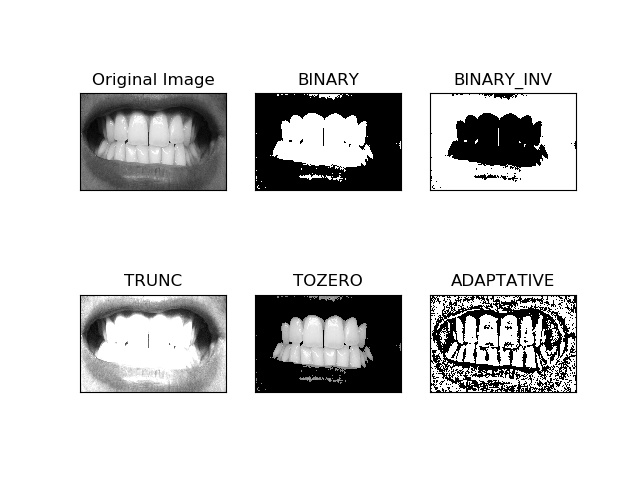 Original Image
BINARY
BINARY_INV
TRUNC
TOZERO
ADAPTATIVE